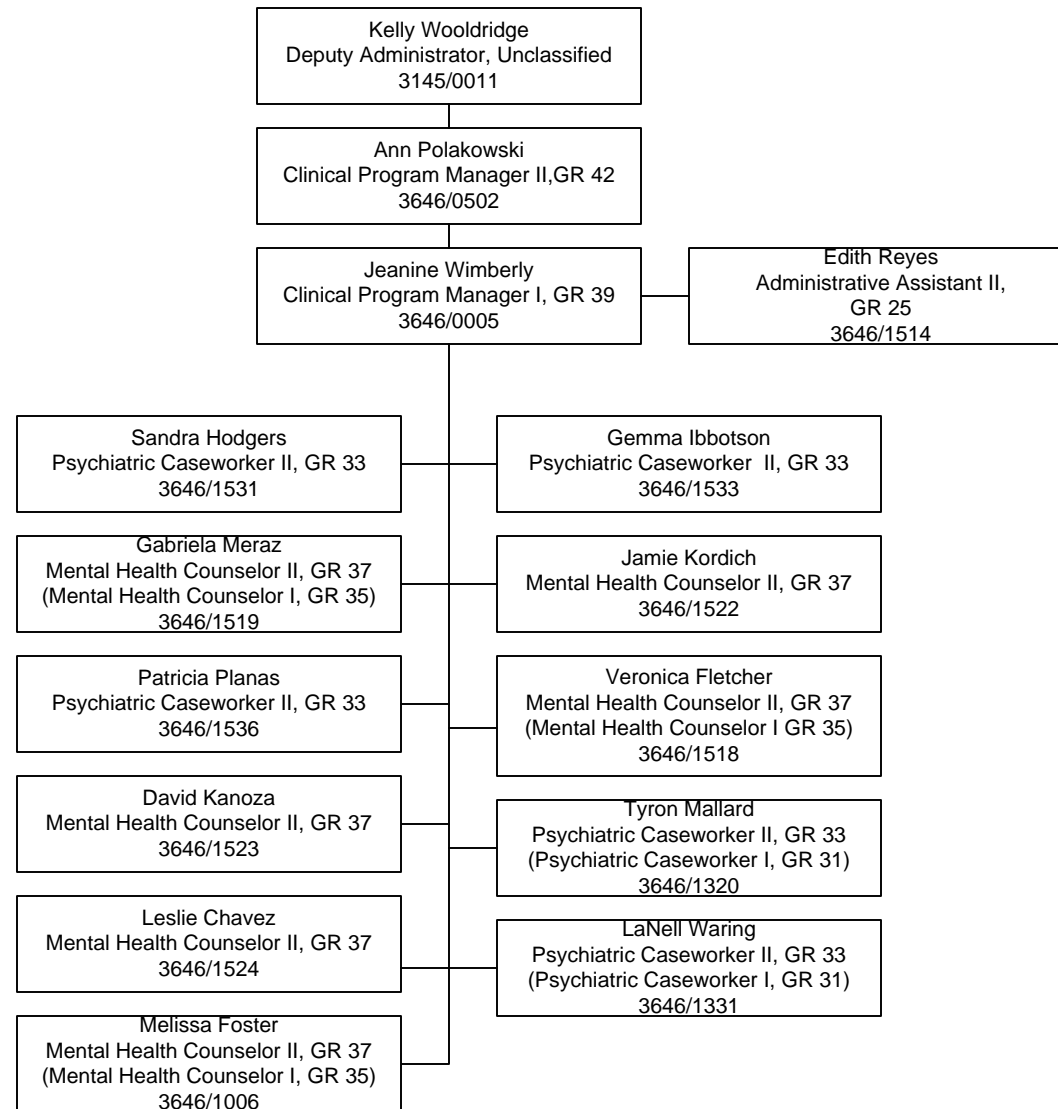 Kelly Wooldridge
Deputy Administrator, Unclassified
3145/0011
Ann Polakowski
Clinical Program Manager II,GR 42
3646/0502
Jeanine Wimberly
Clinical Program Manager I, GR 39
3646/0005
Edith Reyes
Administrative Assistant II,
GR 25
3646/1514
Sandra Hodgers
Psychiatric Caseworker II, GR 33
3646/1531
Gemma Ibbotson
Psychiatric Caseworker  II, GR 33
3646/1533
Gabriela Meraz
Mental Health Counselor II, GR 37
(Mental Health Counselor I, GR 35)
3646/1519
Jamie Kordich
Mental Health Counselor II, GR 37
3646/1522
Patricia Planas
Psychiatric Caseworker II, GR 33
3646/1536
Veronica Fletcher
Mental Health Counselor II, GR 37
(Mental Health Counselor I GR 35)
3646/1518
David Kanoza
Mental Health Counselor II, GR 37
3646/1523
Tyron Mallard
Psychiatric Caseworker II, GR 33
(Psychiatric Caseworker I, GR 31)
3646/1320
Leslie Chavez
Mental Health Counselor II, GR 37
3646/1524
LaNell Waring
Psychiatric Caseworker II, GR 33
(Psychiatric Caseworker I, GR 31)
3646/1331
Melissa Foster
Mental Health Counselor II, GR 37
(Mental Health Counselor I, GR 35)
3646/1006